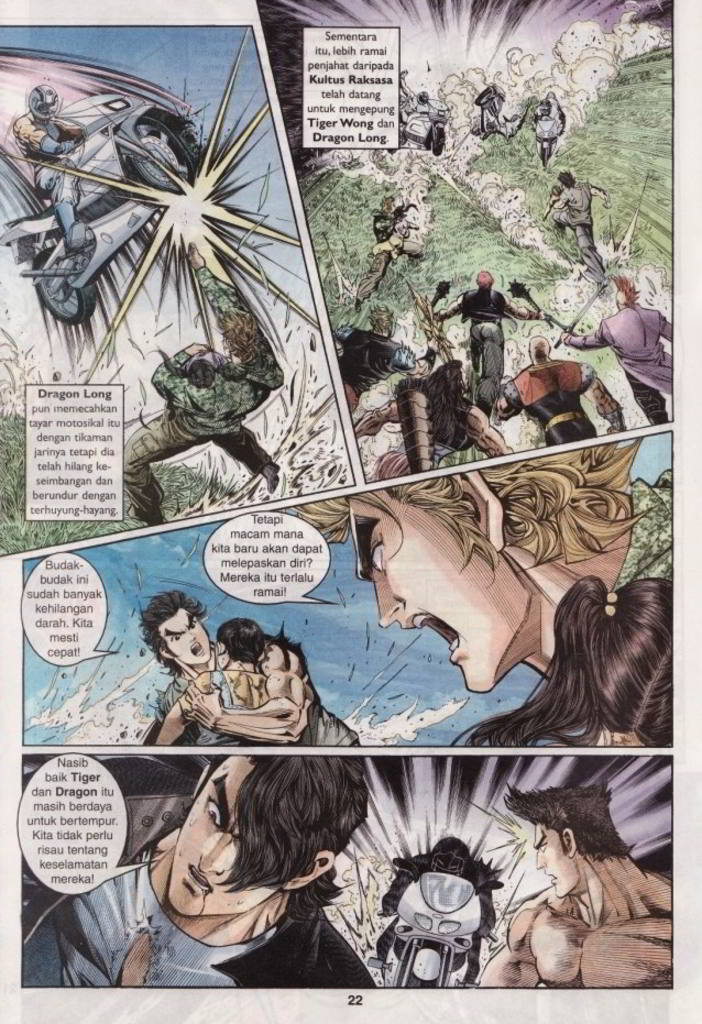 Sementara
itu, lebih ramai
penjahat daripada
Kultus Raksasa
telah datang
untuk mengepung
Tiger Wong dan
Dragon Long.
Dragon Long
pun memecahkan
tayar motosikal itu
dengan tikaman
jarinya tetapi dia
telah hilang ke-
seimbangan dan
berundur dengan
terhuyung-hayang.
Budak-
budak ini
sudah banyak
kehilangan
darah. Kita
mesti
cepat!
Tetapi
macam mana
kita baru akan dapat
melepaskan diri?
Mereka itu terlalu
ramai!
Nasib
baik Tiger
dan Dragon itu
masih berdaya
untuk bertempur.
Kita tidak perlu
risau tentang
keselamatan
mereka!
22